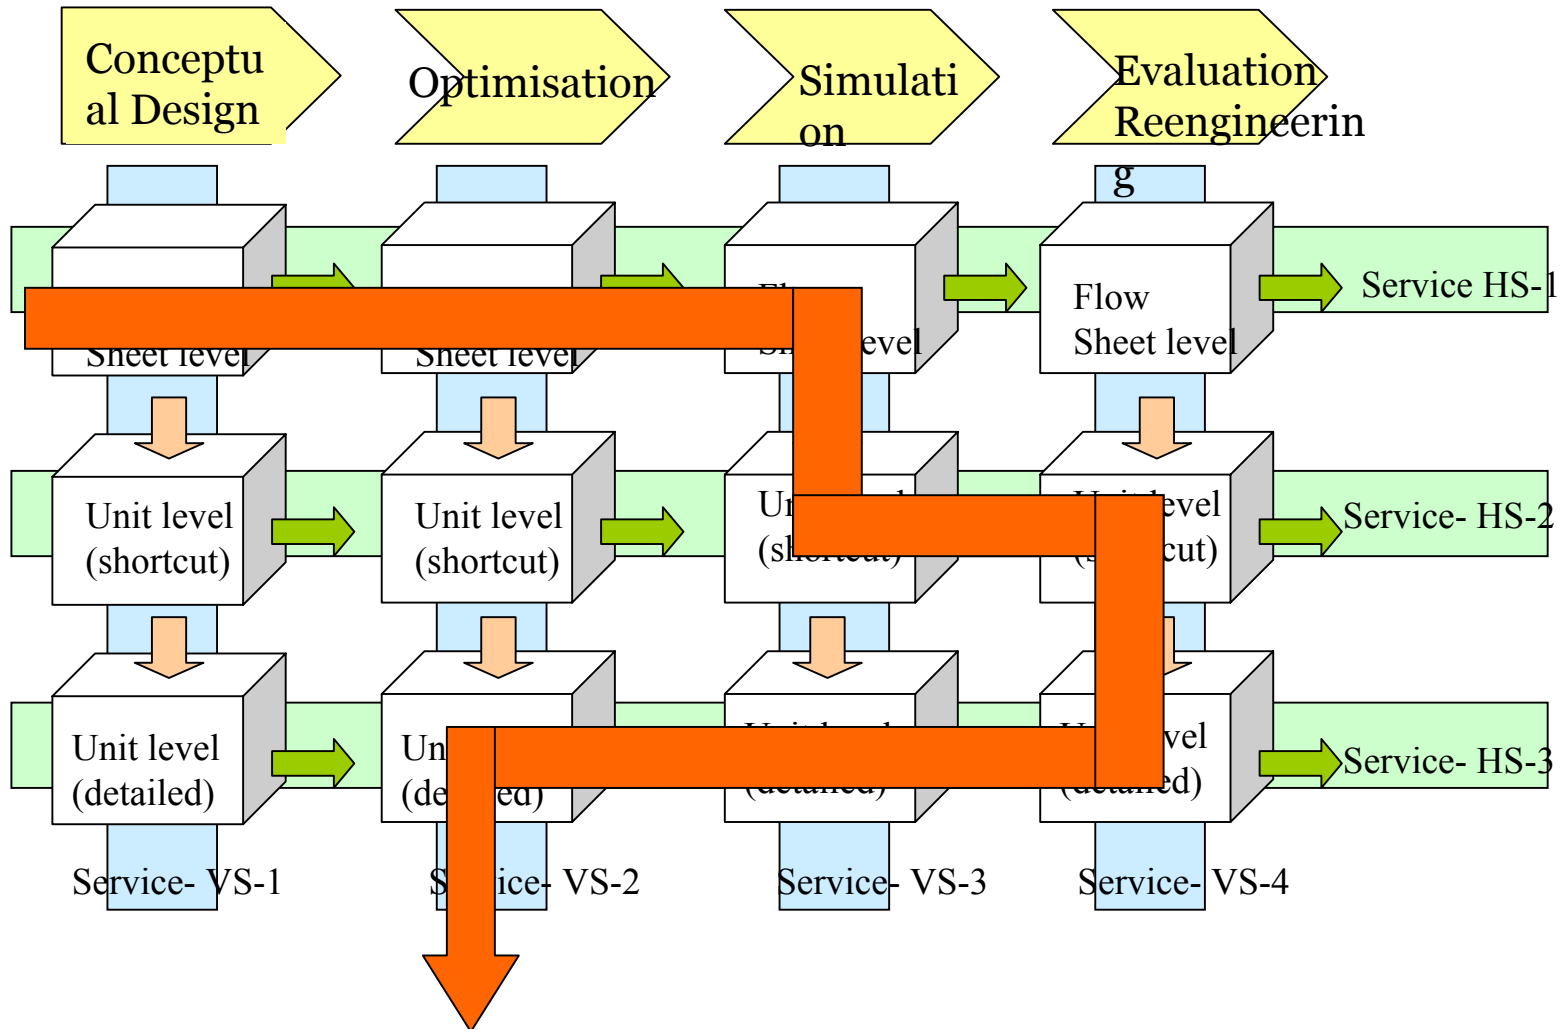 Conceptu
al Design
Optimisation
Simulati
on
Evaluation
Reengineerin
g
Sheet level
Sheet level
Flow
Sheet level
Service HS-1
Unit level
(shortcut)
Unit level
(shortcut)
Service- HS-2
Unit level
(detailed)
Service- HS-3
Service- VS-1
Service- VS-2
Service- VS-3
Service- VS-4